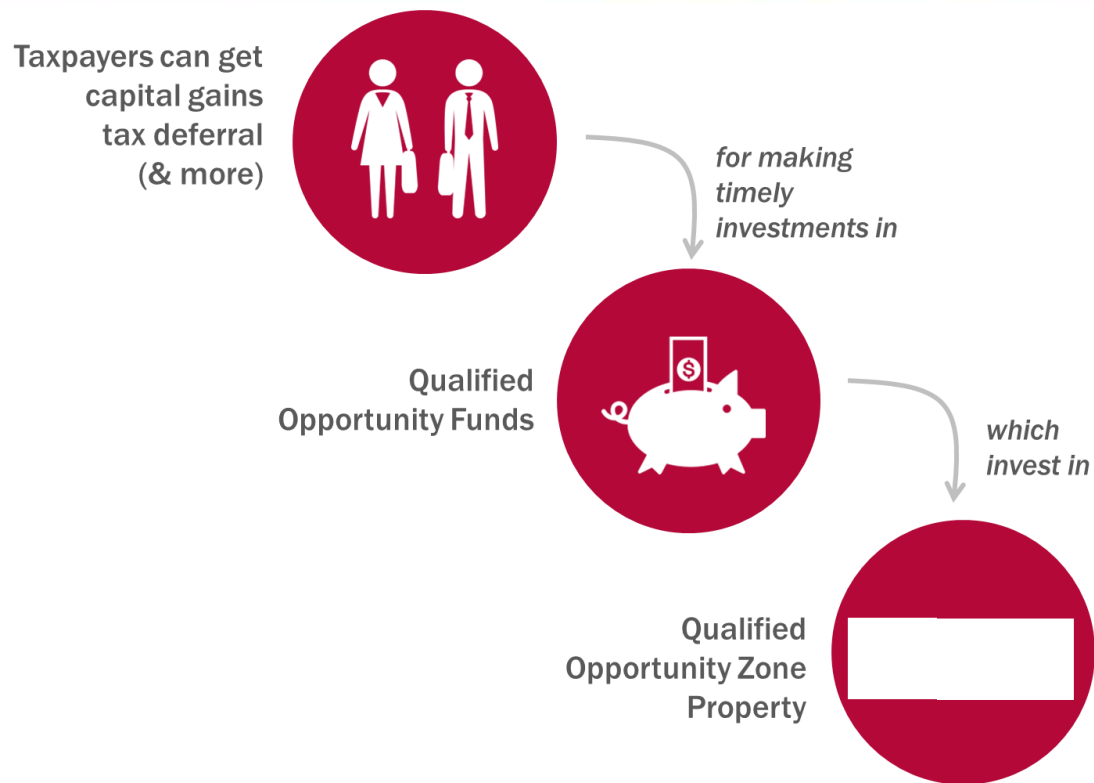 Taxpayers can get
capital gains
tax deferral
(& more)
for making
timely
investments in
$
Qualified
Opportunity Funds
which
invest in
Qualified
Opportunity Zone
Property